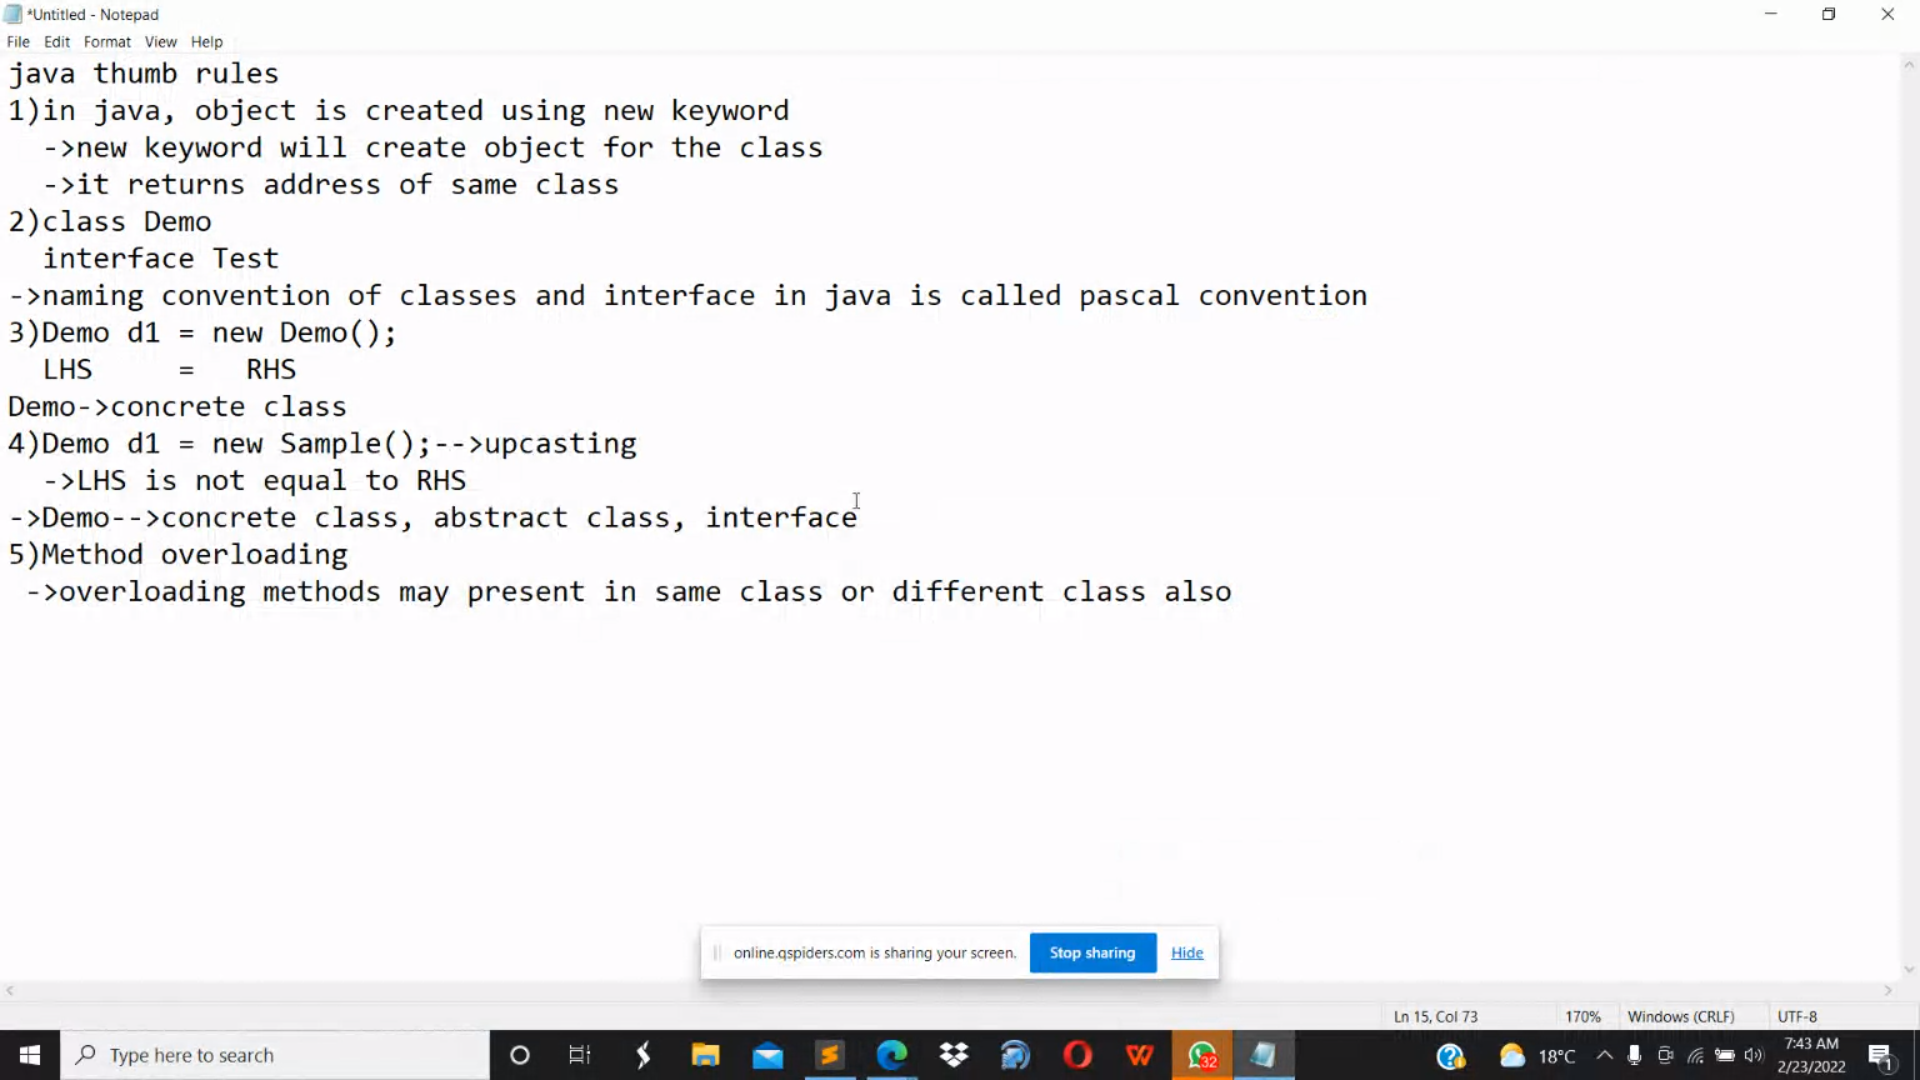 *Untitled - Notepad
File Edit Format View Help
java thumb rules
1)in java, object is created using new keyword
->new keyword will create object for the class
->it returns address of same class
2)class Demo
interface Test
->naming convention of classes and interface in java is called pascal convention
3)Demo d1 = new Demo();
LHS = RHS
Demo->concrete class
4)Demo d1 = new Sample();-->upcasting
->LHS is not equal to RHS
->Demo-->concrete class, abstract class, interface
5)Method overloading
->overloading methods may present in same class or different class also
online.qspiders.com is sharing your screen. Stop sharing Hide
Ln 15, Col 73 170% Windows (CRLF) UTF-8
Type here to search
32
18°C
7:43 AM
2/23/2022
1